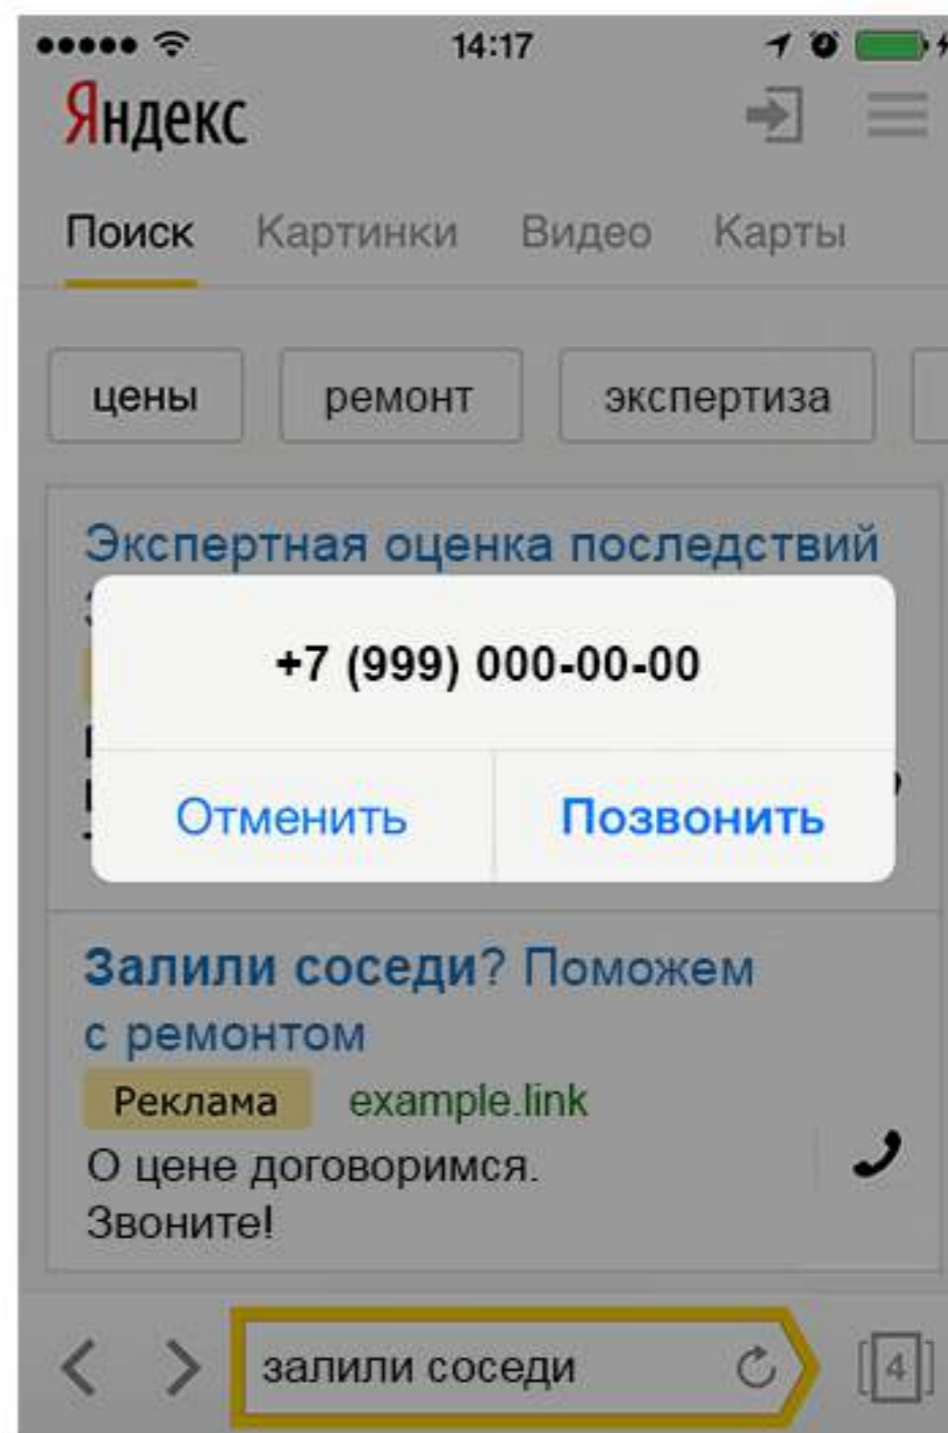 14:17
Яндекс
Поиск Картинки Видео Карты
цены ремонт экспертиза
Экспертная оценка последствий
+7 (999) 000-00-00
Отменить Позвонить
Залили соседи? Поможем
с ремонтом
Реклама example.link
О цене договоримся.
Звоните!
залили соседи 4